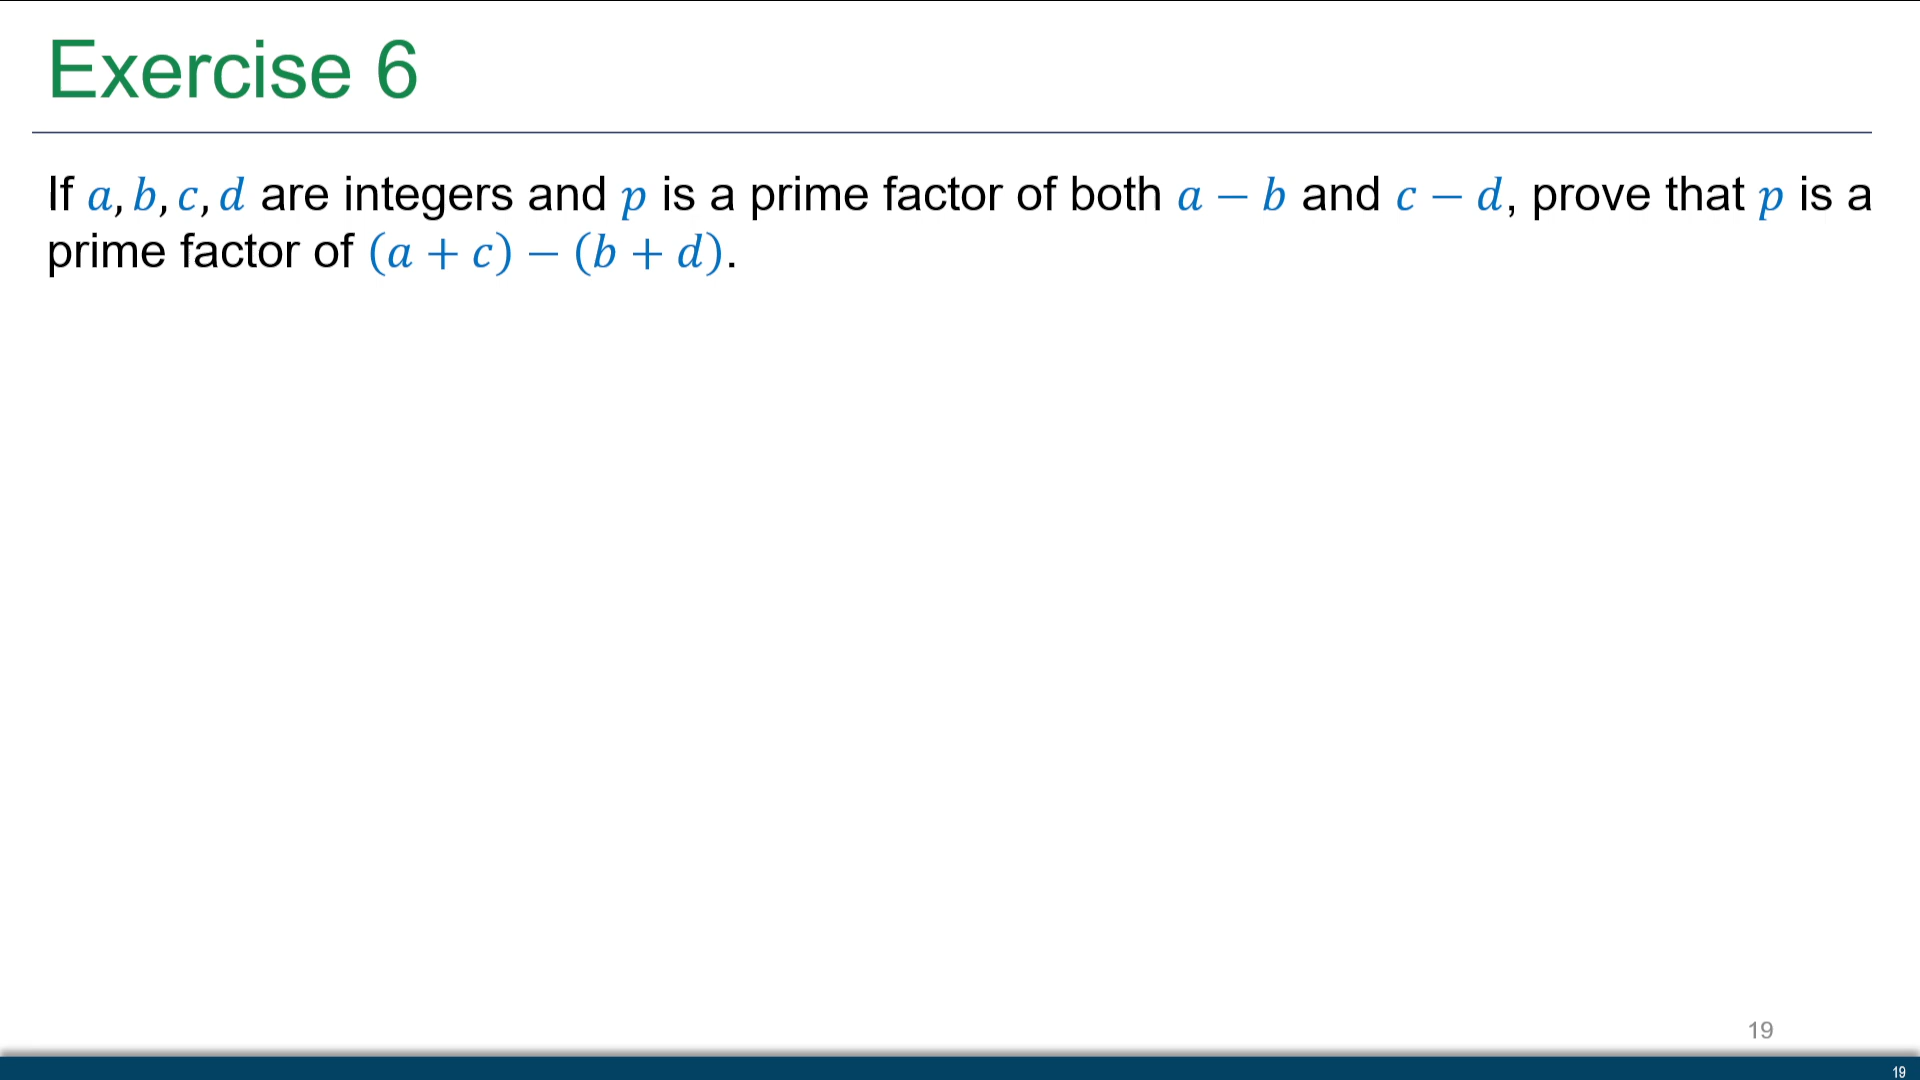 Exercise 6
If a, b, c, d are integers and p is a prime factor of both a − b and c − d, prove that p is a
prime factor of (a + c) − (b + d).
19
19